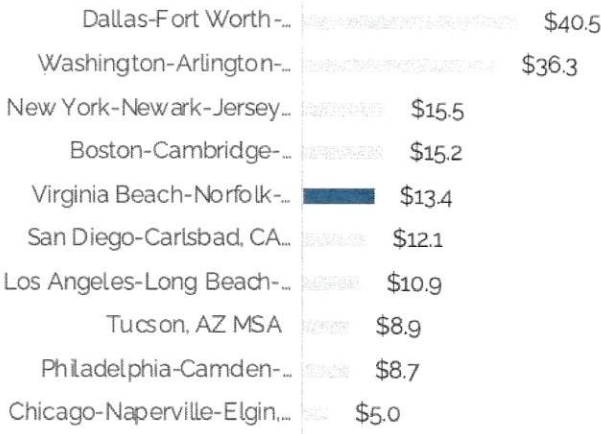 Dallas-Fort Worth-... $40.5
Washington-Arlington-... $36.3
New York-Newark-Jersey... $15.5
Boston-Cambridge-... $15.2
Virginia Beach-Norfolk-... $13.4
San Diego-Carlsbad, CA... $12.1
Los Angeles-Long Beach-... $10.9
Tucson, AZ MSA $8.9
Philadelphia-Camden-... $8.7
Chicago-Naperville-Elgin,... $5.0